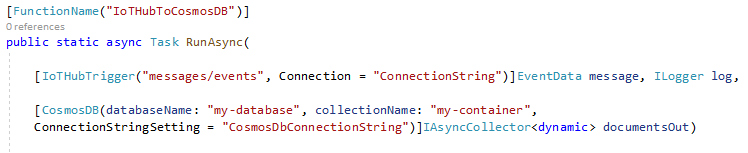 [FunctionName("IoTHubToCosmosDB")]
0 references
public static async Task RunAsync(
[IoTHubTrigger("messages/events", Connection = "ConnectionString")]EventData message, ILogger log,
[CosmosDB(databaseName: "my-database", collectionName: "my-container",
ConnectionStringSetting = "CosmosDbConnectionString")]IAsyncCollector<dynamic> documentsOut)